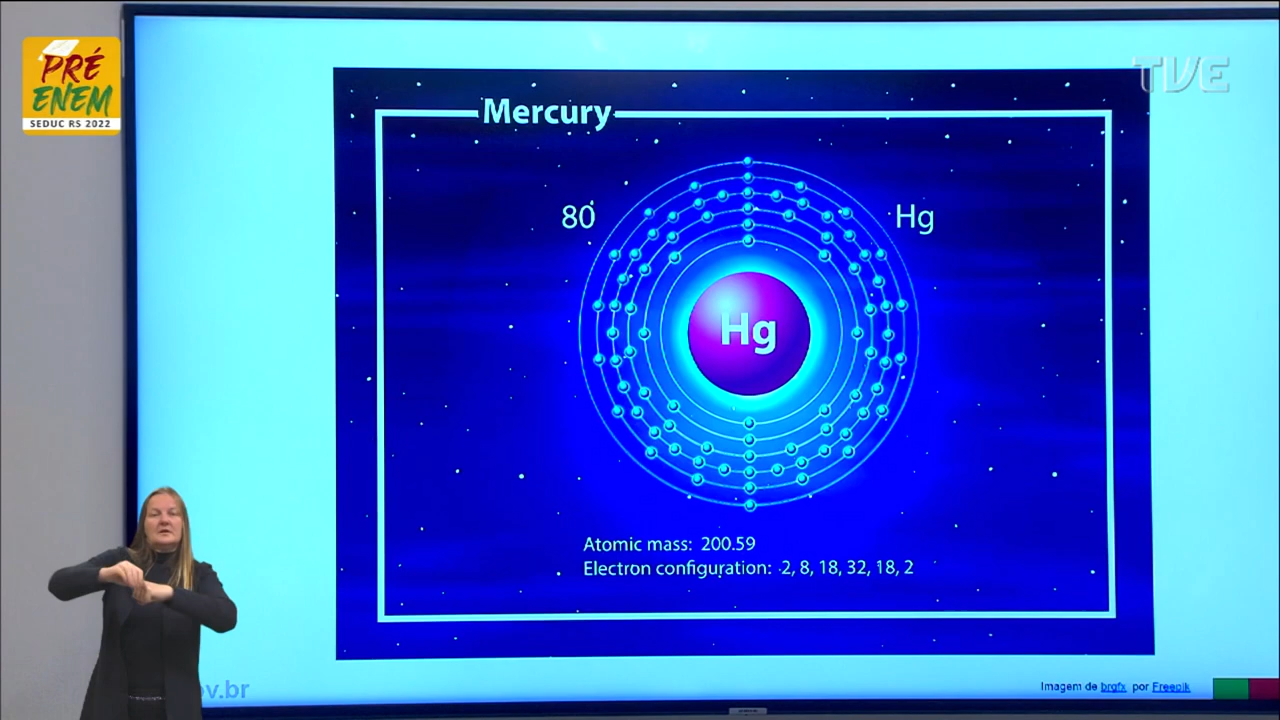 PRÉ
ENEM
SEDUC RS 2022
TVE
Mercury
80
Hg
Hg
Atomic mass: 200.59
Electron configuration: 2, 8, 18, 32, 18, 2
ov.br
Imagem de brgfx por Freepik